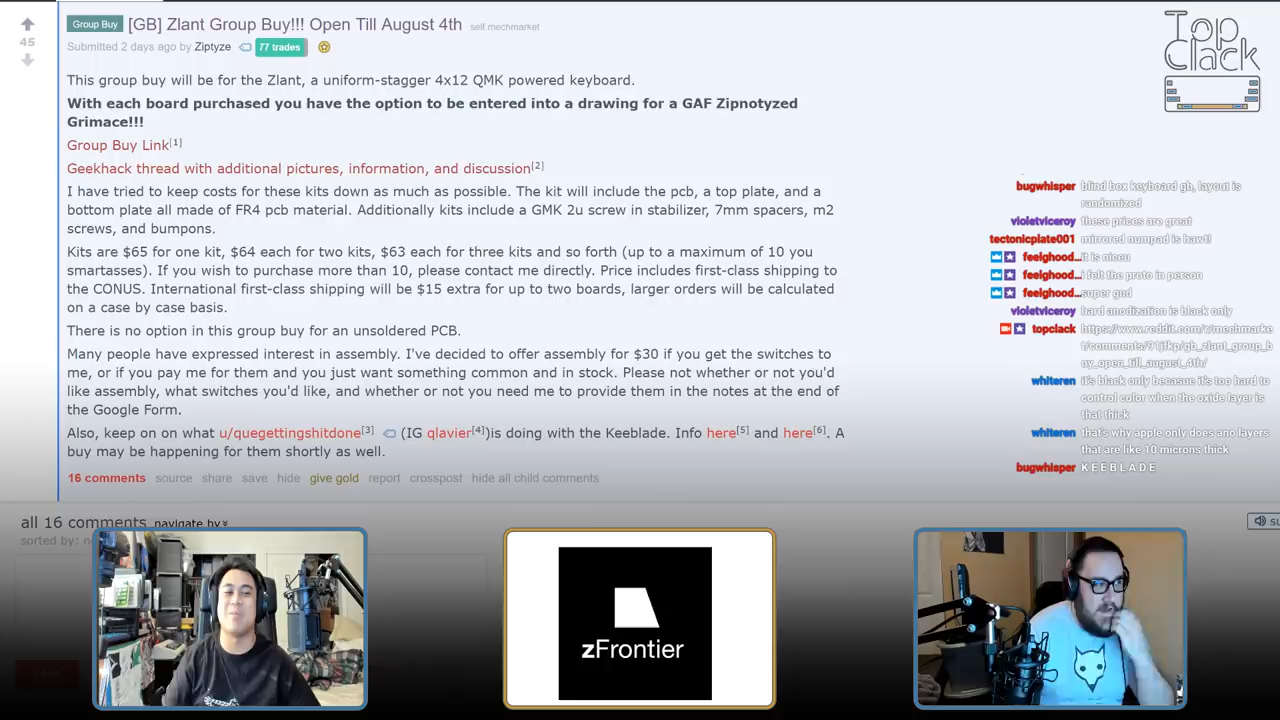 45
Group Buy [GB] Zlant Group Buy!!! Open Till August 4th self.mechmarket
Submitted 2 days ago by Ziptyze 77 trades
This group buy will be for the Zlant, a uniform-stagger 4x12 QMK powered keyboard.
With each board purchased you have the option to be entered into a drawing for a GAF Zipnotyzed
Grimace!!!
Group Buy Link[1]
Geekhack thread with additional pictures, information, and discussion[2]
I have tried to keep costs for these kits down as much as possible. The kit will include the pcb, a top plate, and a
bottom plate all made of FR4 pcb material. Additionally kits include a GMK 2u screw in stabilizer, 7mm spacers, m2
screws, and bumpons.
Kits are $65 for one kit, $64 each for two kits, $63 each for three kits and so forth (up to a maximum of 10 you
smartasses). If you wish to purchase more than 10, please contact me directly. Price includes first-class shipping to
the CONUS. International first-class shipping will be $15 extra for up to two boards, larger orders will be calculated
on a case by case basis.
There is no option in this group buy for an unsoldered PCB.
Many people have expressed interest in assembly. I've decided to offer assembly for $30 if you get the switches to
me, or if you pay me for them and you just want something common and in stock. Please not whether or not you'd
like assembly, what switches you'd like, and whether or not you need me to provide them in the notes at the end of
the Google Form.
Also, keep on on what u/quegettingshitdone[3] (IG qlavier[4])is doing with the Keeblade. Info here[5] and here[6]. A
buy may be happening for them shortly as well.
16 comments source share save hide give gold report crosspost hide all child comments
all 16 comments navigate by
sorted by:
Top
Clack
bugwhisper blind box keyboard gb, layout is
randomized
violetviceroy these prices are great
tectonicplate001 mirrored numpad is hawt!
feelghood... it is niceu
feelghood... i felt the proto in person
feelghood... super gud
violetviceroy hard anodization is black only
topclack https://www.reddit.com/r/mechmarke
t/comments/91jfkp/gb_zlant_group_b
uy_open_till_august_4th/
whiteren it's black only becasue it's too hard to
control color when the oxide layer is
that thick
whiteren that's why apple only does ano layers
that are like 10 microns thick
bugwhisper K E E B L A D E
zFrontier